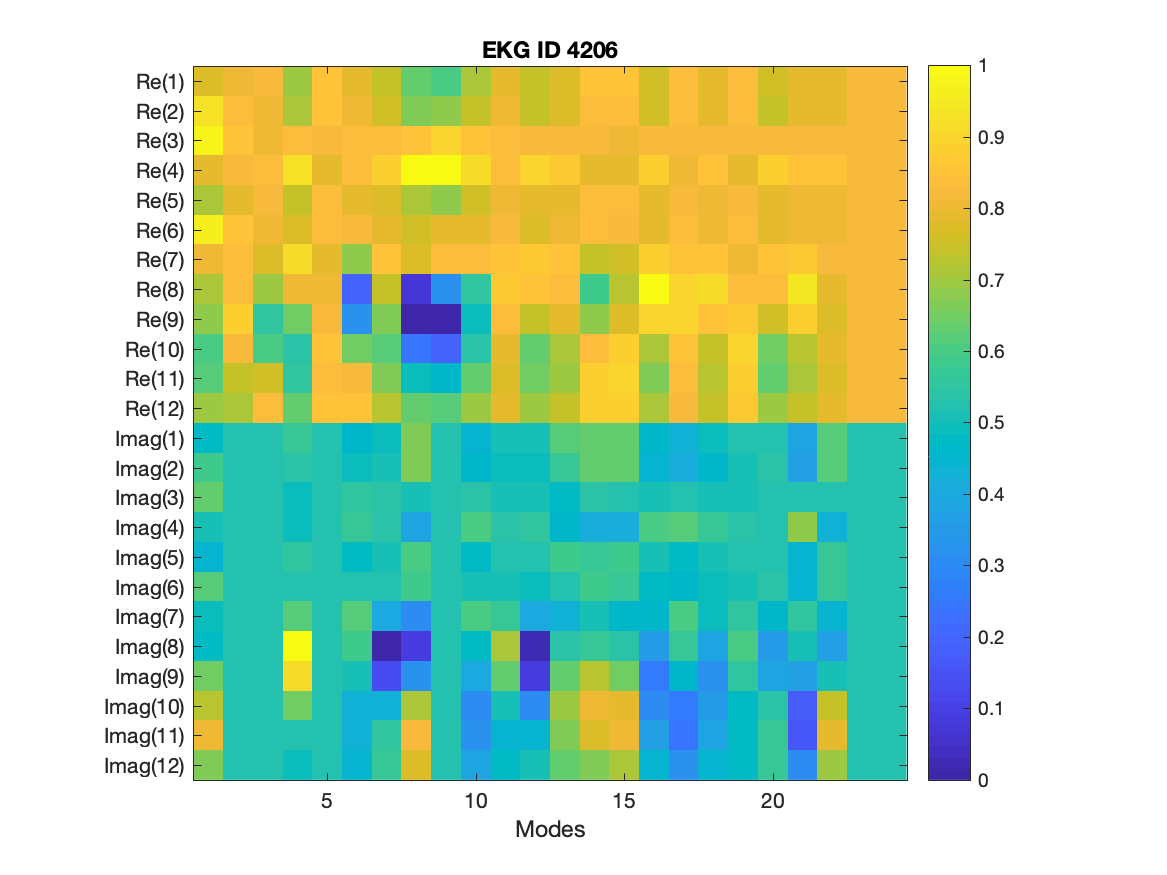 EKG ID 4206
Re(1)
Re(2)
Re(3)
Re(4)
Re(5)
Re(6)
Re(7)
Re(8)
Re(9)
Re(10)
Re(11)
Re(12)
Imag(1)
Imag(2)
Imag(3)
Imag(4)
Imag(5)
Imag(6)
Imag(7)
Imag(8)
Imag(9)
Imag(10)
Imag(11)
Imag(12)
5 10 15 20
Modes
1
0.9
0.8
0.7
0.6
0.5
0.4
0.3
0.2
0.1
0